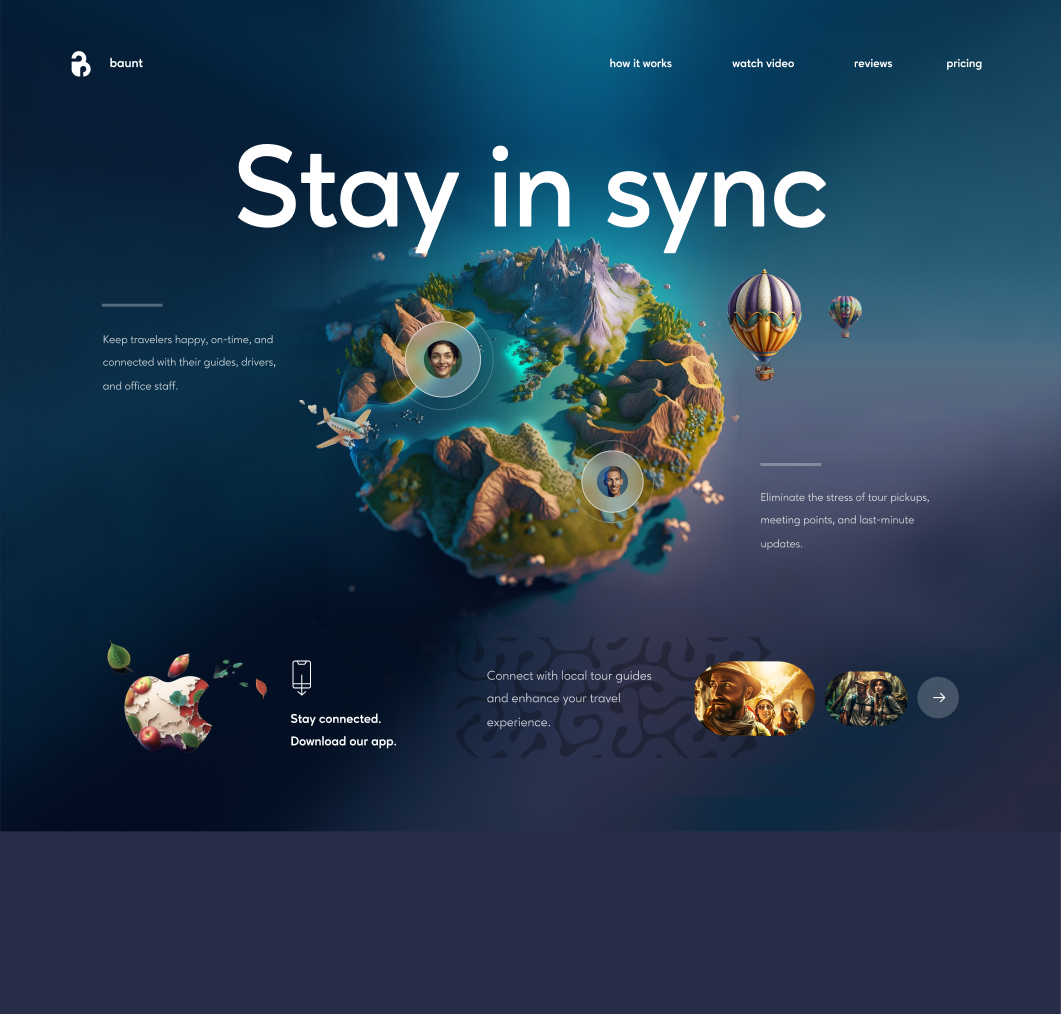 baunt
how it works
watch video
reviews
pricing
Stay in sync
Keep travelers happy, on-time, and
connected with their guides, drivers,
and office staff.
Eliminate the stress of tour pickups,
meeting points, and last-minute
updates.
Stay connected.
Download our app.
Connect with local tour guides
and enhance your travel
experience.